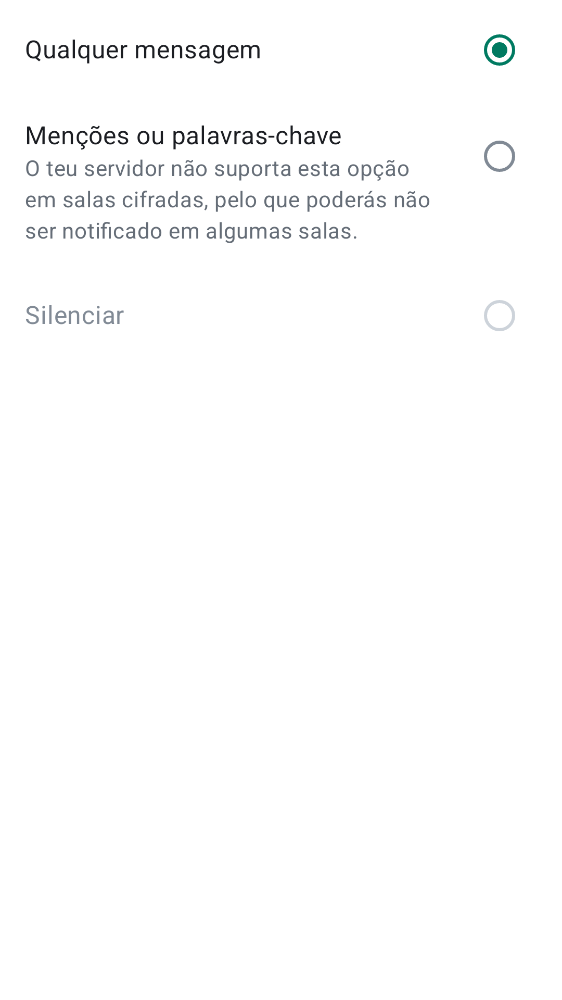 Qualquer mensagem
Menções ou palavras-chave
O teu servidor não suporta esta opção
em salas cifradas, pelo que poderás não
ser notificado em algumas salas.
Silenciar